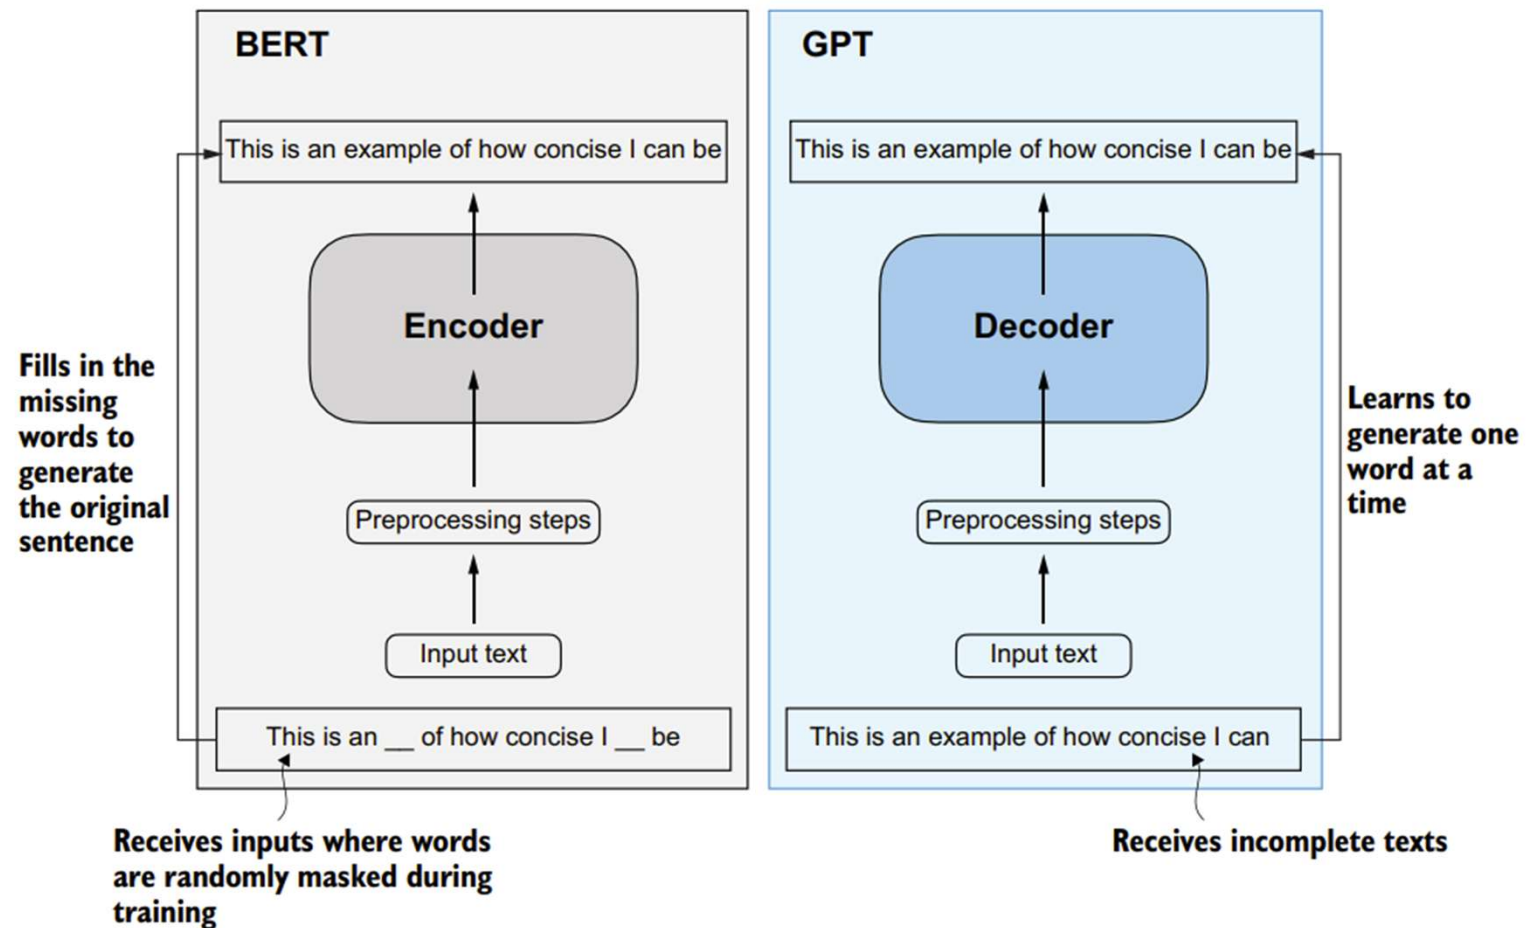 BERT
This is an example of how concise I can be
Encoder
Preprocessing steps
Input text
This is an __ of how concise I __ be
Fills in the
missing
words to
generate
the original
sentence
Receives inputs where words
are randomly masked during
training
GPT
This is an example of how concise I can be
Decoder
Preprocessing steps
Input text
This is an example of how concise I can
Learns to
generate one
word at a
time
Receives incomplete texts